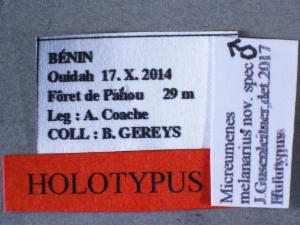 BÉNIN
Ouidah 17. X. 2014
Fôret de Pahou 29 m
Leg : A. Coache
COLL : B. GEREYS
HOLOTYPUS
♂
Micreumenes
melanarius nov. spec
J.Gusenleitner det.2017
Holotypus